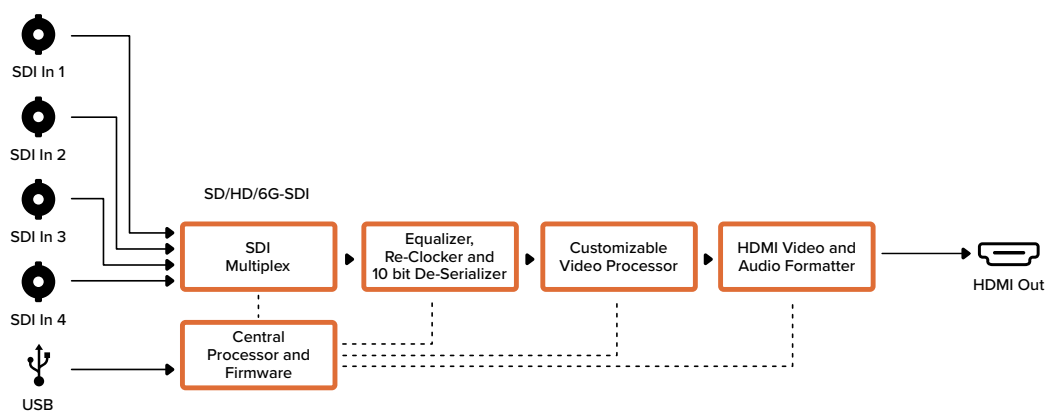 SDI In 1
SDI In 2
SDI In 3
SDI In 4
USB
SD/HD/6G-SDI
SDI
Multiplex
Equalizer,
Re-Clocker and
10 bit De-Serializer
Customizable
Video Processor
HDMI Video and
Audio Formatter
HDMI Out
Central
Processor and
Firmware